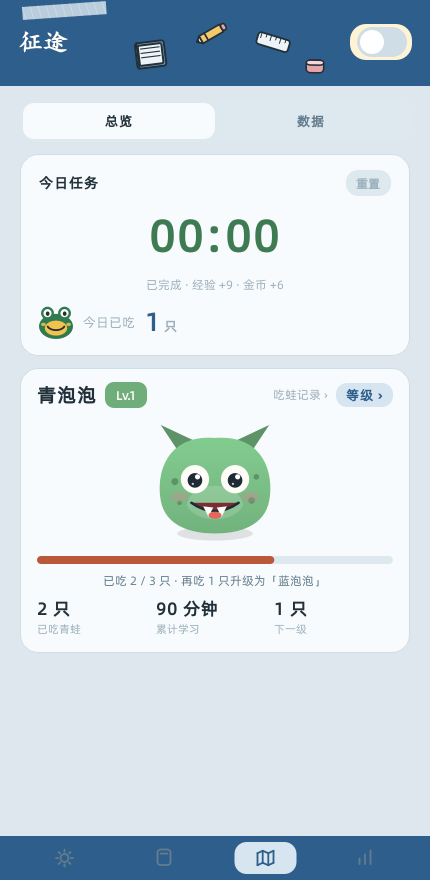 征途
总览 数据
今日任务 重置
00:00
已完成 · 经验 +9 · 金币 +6
今日已吃 1 只
青泡泡 Lv.1 吃蛙记录 › 等级 ›
已吃 2 / 3 只 · 再吃 1 只升级为「蓝泡泡」
2 只 90 分钟 1 只
已吃青蛙 累计学习 下一级